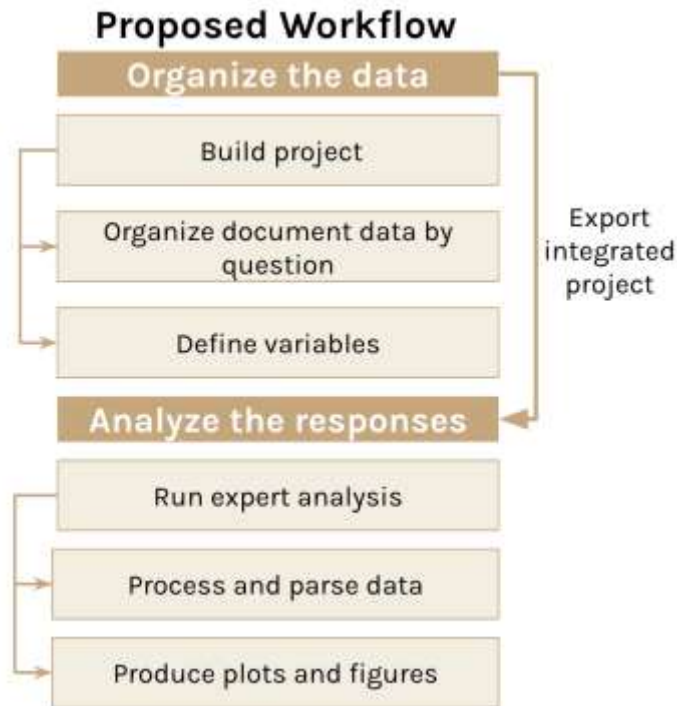 Proposed Workflow
Organize the data
Build project
Organize document data by
question
Define variables
Export
integrated
project
Analyze the responses
Run expert analysis
Process and parse data
Produce plots and figures